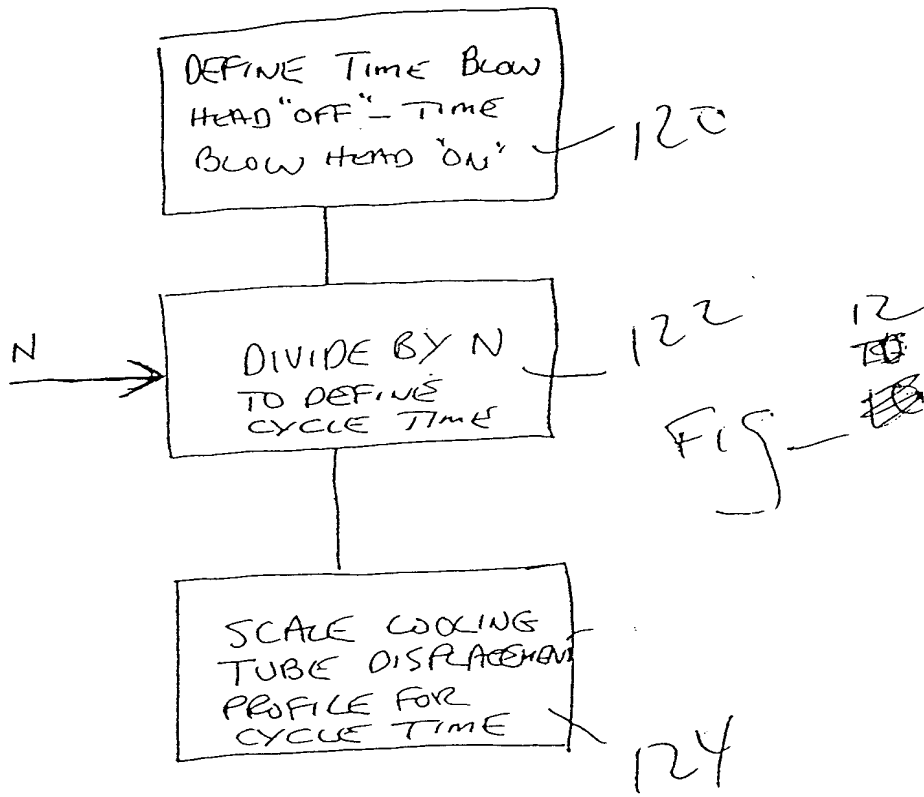 DEFINE TIME BLOW
HEAD "OFF" - TIME
BLOW HEAD "ON"
120
N
DIVIDE BY N
TO DEFINE
CYCLE TIME
122
12
Fig
SCALE COOLING
TUBE DISPLACEMENT
PROFILE FOR
CYCLE TIME
124